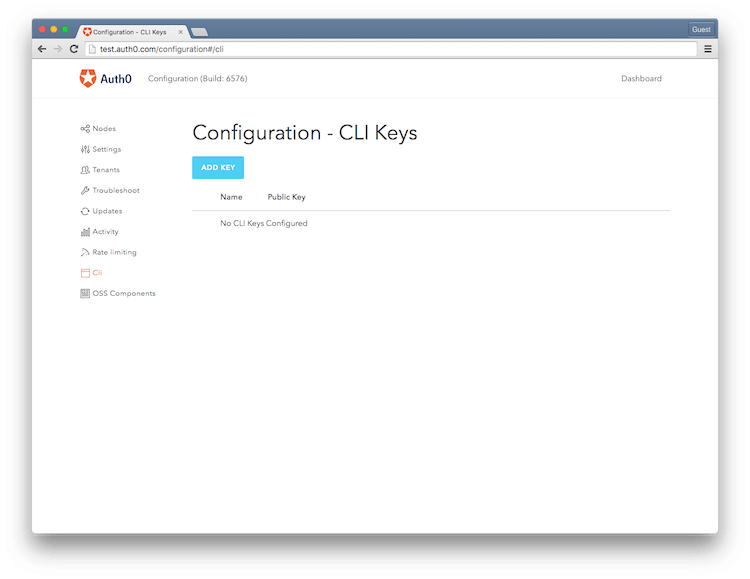 Configuration - CLI Keys
Guest
test.auth0.com/configuration#/cli
Auth0 Configuration (Build: 6576) Dashboard
Nodes
Settings
Tenants
Troubleshoot
Updates
Activity
Rate limiting
Cli
OSS Components
Configuration - CLI Keys
ADD KEY
Name Public Key
No CLI Keys Configured